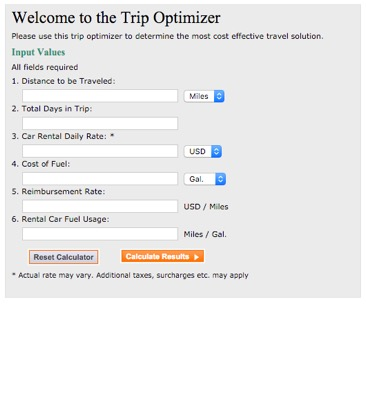 Welcome to the Trip Optimizer
Please use this trip optimizer to determine the most cost effective travel solution.
Input Values
All fields required
1. Distance to be Traveled:
Miles
2. Total Days in Trip:
3. Car Rental Daily Rate: *
USD
4. Cost of Fuel:
Gal.
5. Reimbursement Rate:
USD / Miles
6. Rental Car Fuel Usage:
Miles / Gal.
Reset Calculator Calculate Results
* Actual rate may vary. Additional taxes, surcharges etc. may apply